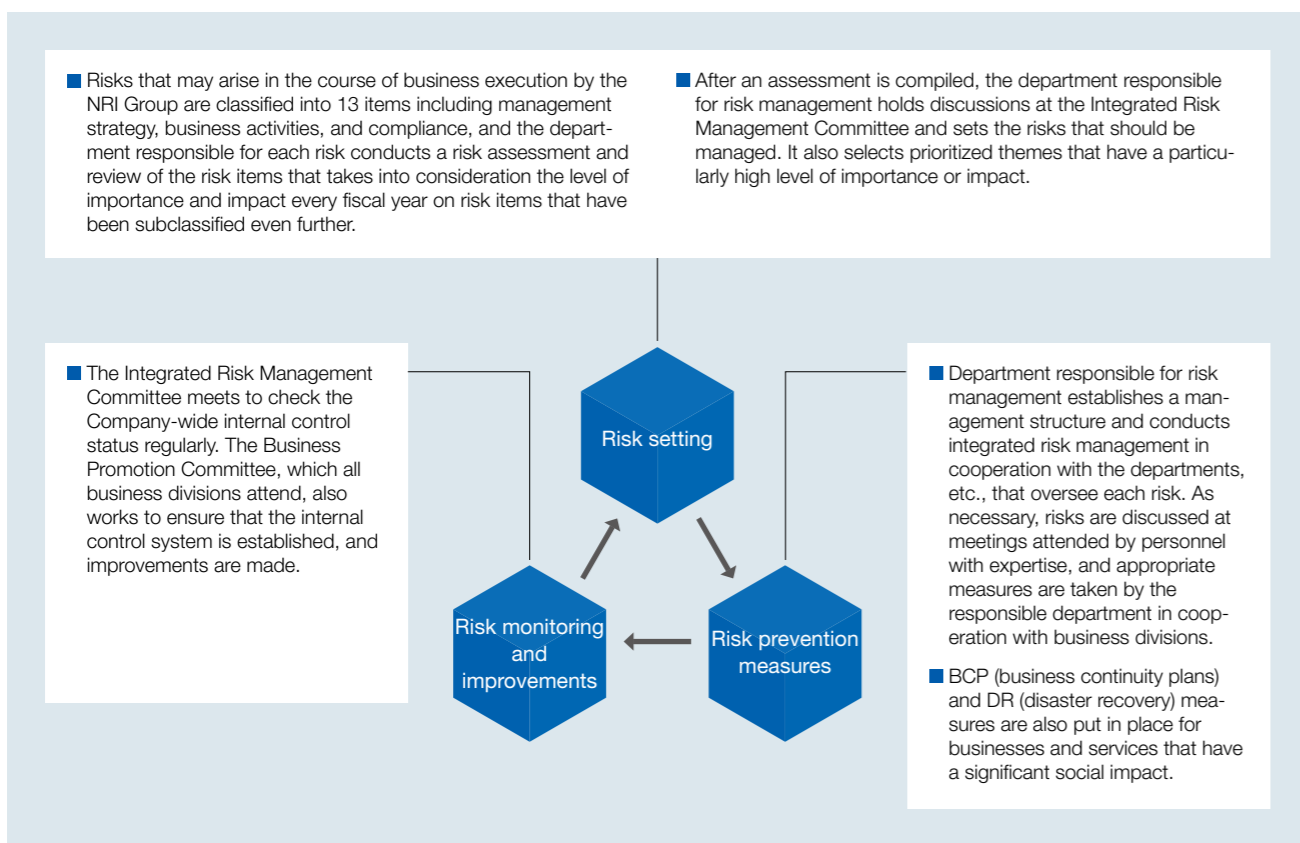 Risks that may arise in the course of business execution by the
NRI Group are classified into 13 items including management
strategy, business activities, and compliance, and the depart-
ment responsible for each risk conducts a risk assessment and
review of the risk items that takes into consideration the level of
importance and impact every fiscal year on risk items that have
been subclassified even further.
After an assessment is compiled, the department responsible
for risk management holds discussions at the Integrated Risk
Management Committee and sets the risks that should be
managed. It also selects prioritized themes that have a particu-
larly high level of importance or impact.
The Integrated Risk Management
Committee meets to check the
Company-wide internal control
status regularly. The Business
Promotion Committee, which all
business divisions attend, also
works to ensure that the internal
control system is established, and
improvements are made.
Risk setting
Risk monitoring
and
improvements
Risk prevention
measures
Department responsible for risk
management establishes a man-
agement structure and conducts
integrated risk management in
cooperation with the departments,
etc., that oversee each risk. As
necessary, risks are discussed at
meetings attended by personnel
with expertise, and appropriate
measures are taken by the
responsible department in coop-
eration with business divisions.
BCP (business continuity plans)
and DR (disaster recovery) mea-
sures are also put in place for
businesses and services that have
a significant social impact.